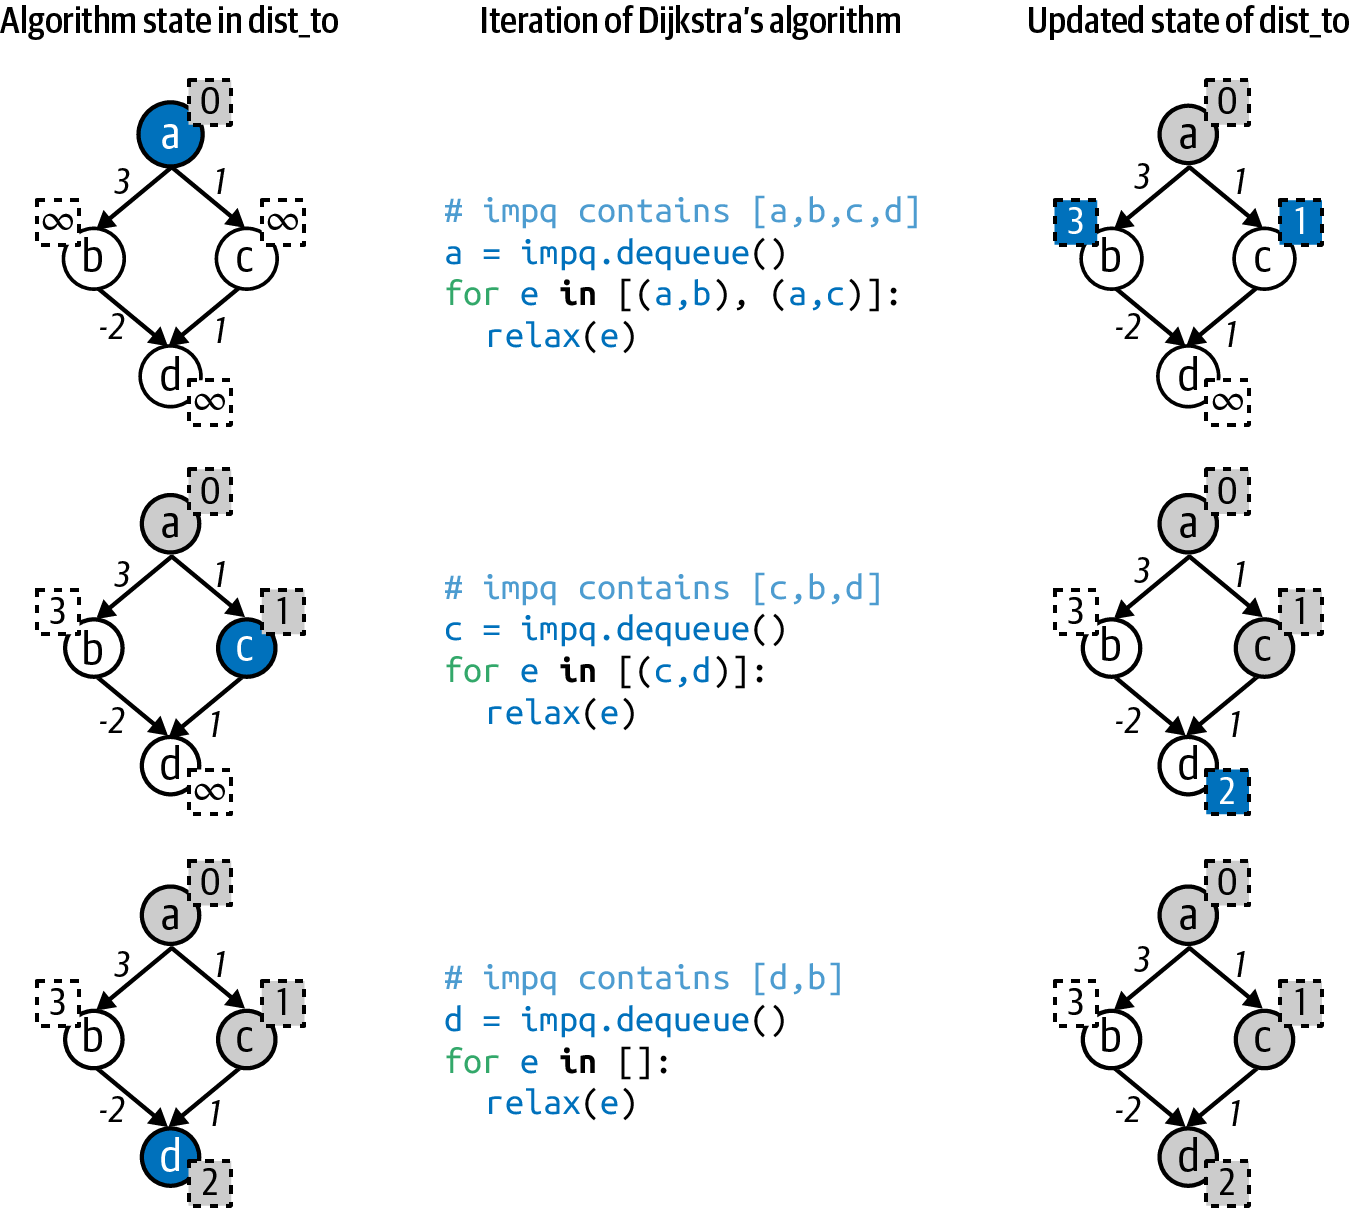 Algorithm state in dist_to
Iteration of Dijkstra's algorithm
Updated state of dist_to
a 0
3 1
∞ ∞
b c
-2 1
d
∞
# impq contains [a,b,c,d]
a = impq.dequeue()
for e in [(a,b), (a,c)]:
relax(e)
a 0
3 1
3 1
b c
-2 1
d
∞
a 0
3 1
3 1
b c
-2 1
d
∞
# impq contains [c,b,d]
c = impq.dequeue()
for e in [(c,d)]:
relax(e)
a 0
3 1
3 1
b c
-2 1
d
2
a 0
3 1
3 1
b c
-2 1
d
2
# impq contains [d,b]
d = impq.dequeue()
for e in []:
relax(e)
a 0
3 1
3 1
b c
-2 1
d
2